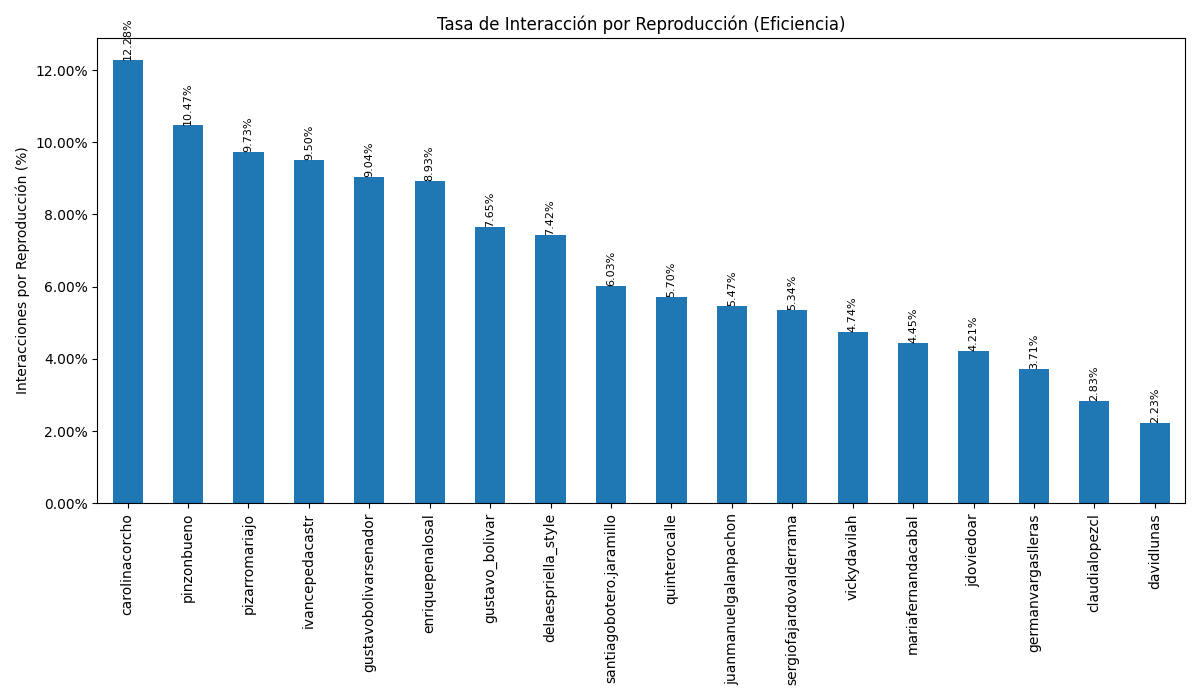 Tasa de Interacción por Reproducción (Eficiencia)
Interacciones por Reproducción (%)
12.00%
10.00%
8.00%
6.00%
4.00%
2.00%
0.00%
12.28%
10.47%
9.73%
9.50%
9.04%
8.93%
7.65%
7.42%
6.03%
5.70%
5.47%
5.34%
4.74%
4.45%
4.21%
3.71%
2.83%
2.23%
carolinacorcho
pinzonbueno
pizarromariajo
ivancepedacastr
gustavobolivarsenador
enriquepenalosal
gustavo_bolivar
delaespriella_style
santiagobotero.jaramillo
quinterocalle
juanmanuelgalanpachon
sergiofajardovalderrama
vickydavilah
mariafernandacabal
jdoviedoar
germanvargaslleras
claudialopezcl
davidlunas